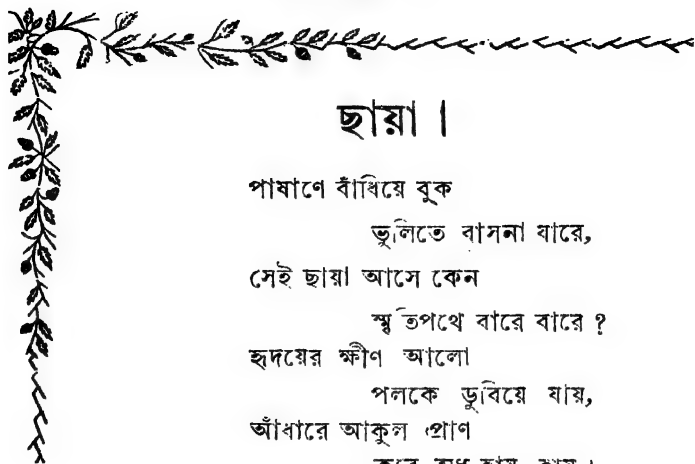 ছায়া।
পাষাণে বাঁধিয়ে বুক
ভুলিতে বাসনা যারে,
সেই ছায়া আসে কেন
স্মৃতিপথে বারে বারে ?
হৃদয়ের ক্ষীণ আলো
পলকে ডুবিয়ে যায়,
আঁধারে আকুল প্রাণ